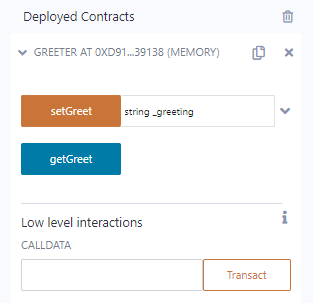 Deployed Contracts
GREETER AT 0XD91...39138 (MEMORY)
setGreet string _greeting
getGreet
Low level interactions
CALLDATA
Transact